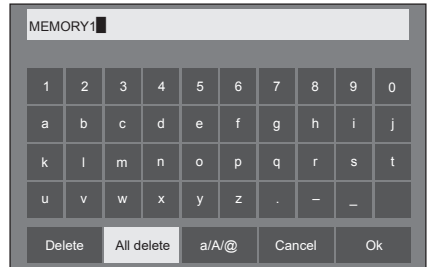 MEMORY1
1 2 3 4 5 6 7 8 9 0
a b c d e f g h i j
k l m n o p q r s t
u v w x y z . – _
Delete All delete a/A/@ Cancel Ok